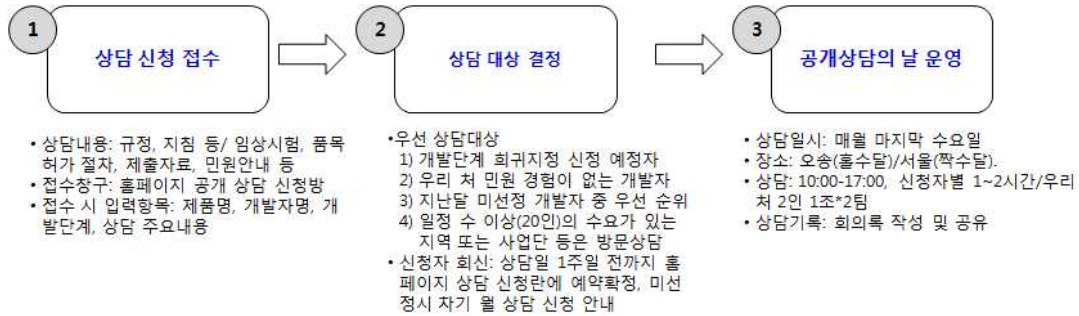 1
상담 신청 접수
• 상담내용: 규정, 지침 등/ 임상시험, 품목
허가 절차, 제출자료, 민원안내 등
• 접수창구: 홈페이지 공개 상담 신청방
• 접수 시 입력항목: 제품명, 개발자명, 개
발단계, 상담 주요내용
2
상담 대상 결정
•우선 상담대상
1) 개발단계 희귀지정 신청 예정자
2) 우리 처 민원 경험이 없는 개발자
3) 지난달 미선정 개발자 중 우선 순위
4) 일정 수 이상(20인)의 수요가 있는
지역 또는 사업단 등은 방문상담
• 신청자 회신: 상담일 1주일 전까지 홈
페이지 상담 신청란에 예약확정, 미선
정시 차기 월 상담 신청 안내
3
공개상담의 날 운영
• 상담일시: 매월 마지막 수요일
• 장소: 오송(홀수달)/서울(짝수달).
• 상담: 10:00-17:00, 신청자별 1~2시간/우리
처 2인 1조*2팀
• 상담기록: 회의록 작성 및 공유